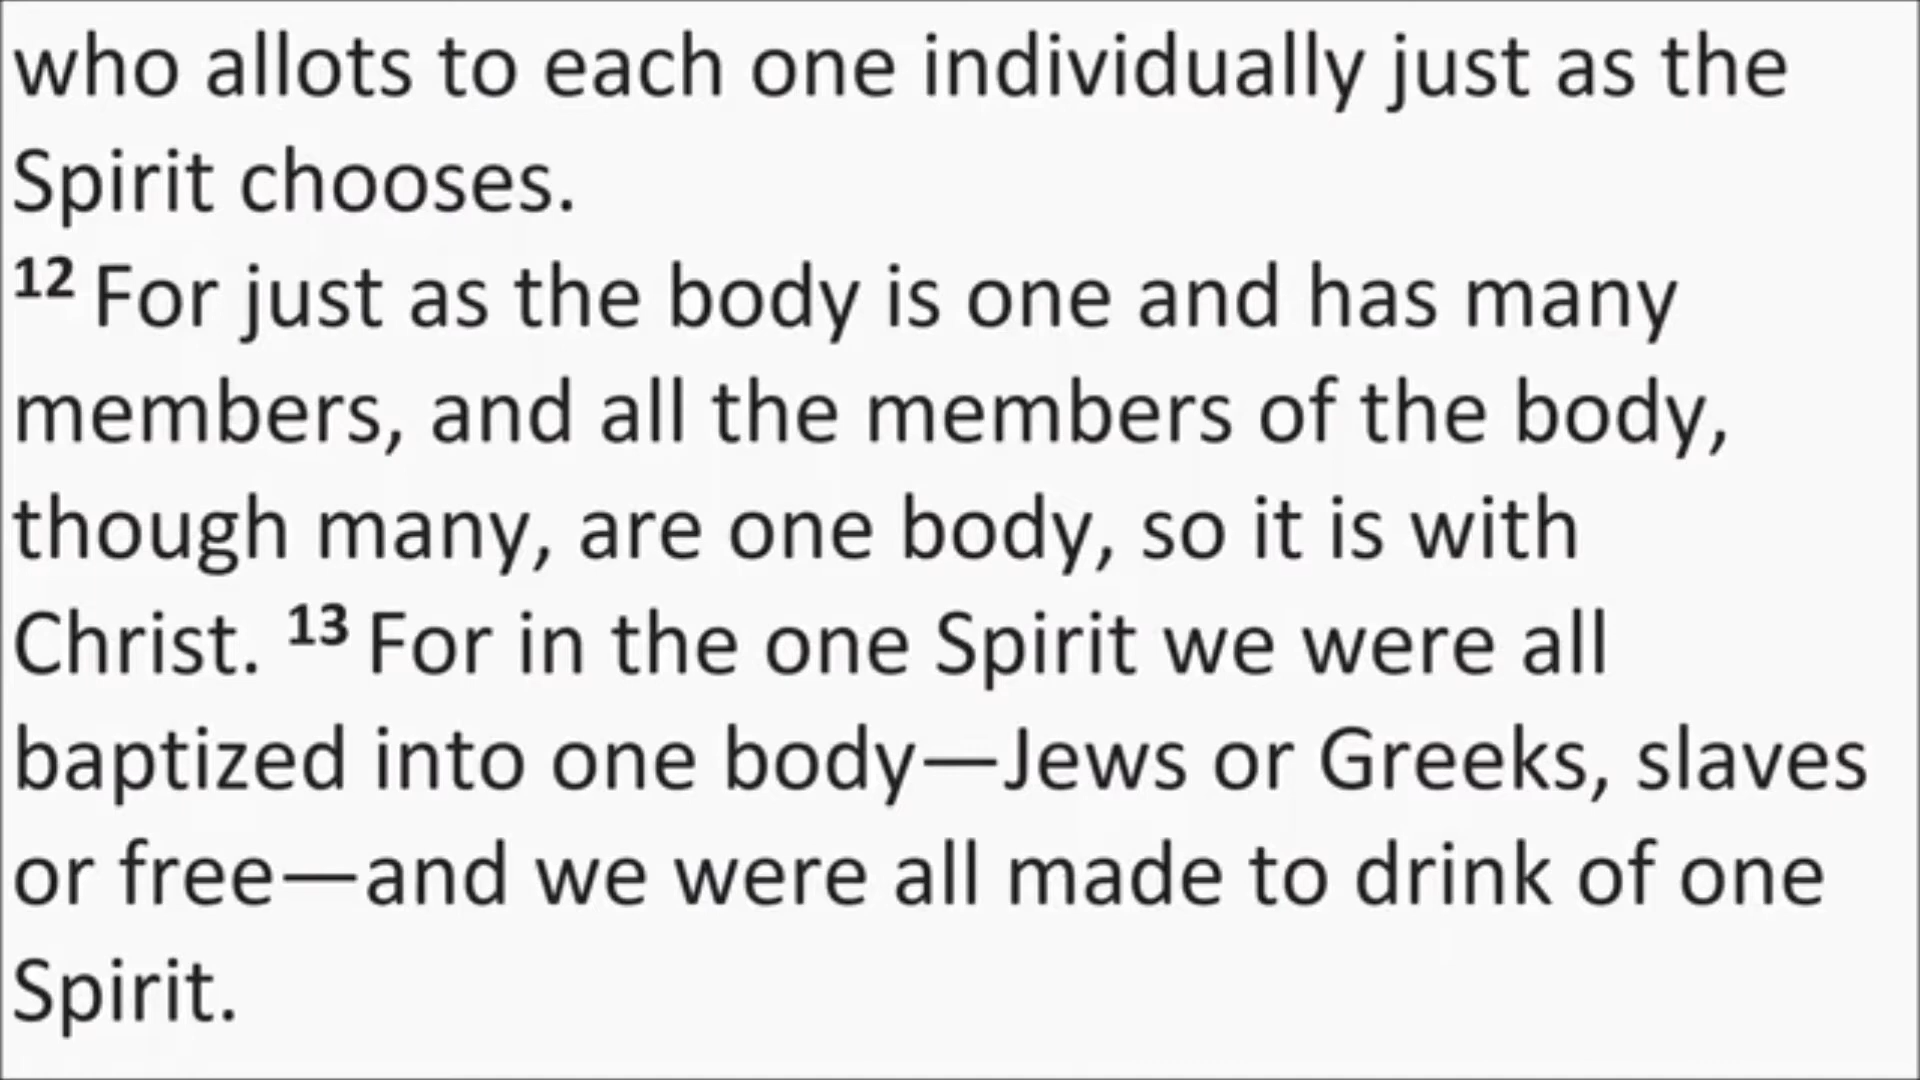 who allots to each one individually just as the
Spirit chooses.
12 For just as the body is one and has many
members, and all the members of the body,
though many, are one body, so it is with
Christ. 13 For in the one Spirit we were all
baptized into one body—Jews or Greeks, slaves
or free—and we were all made to drink of one
Spirit.